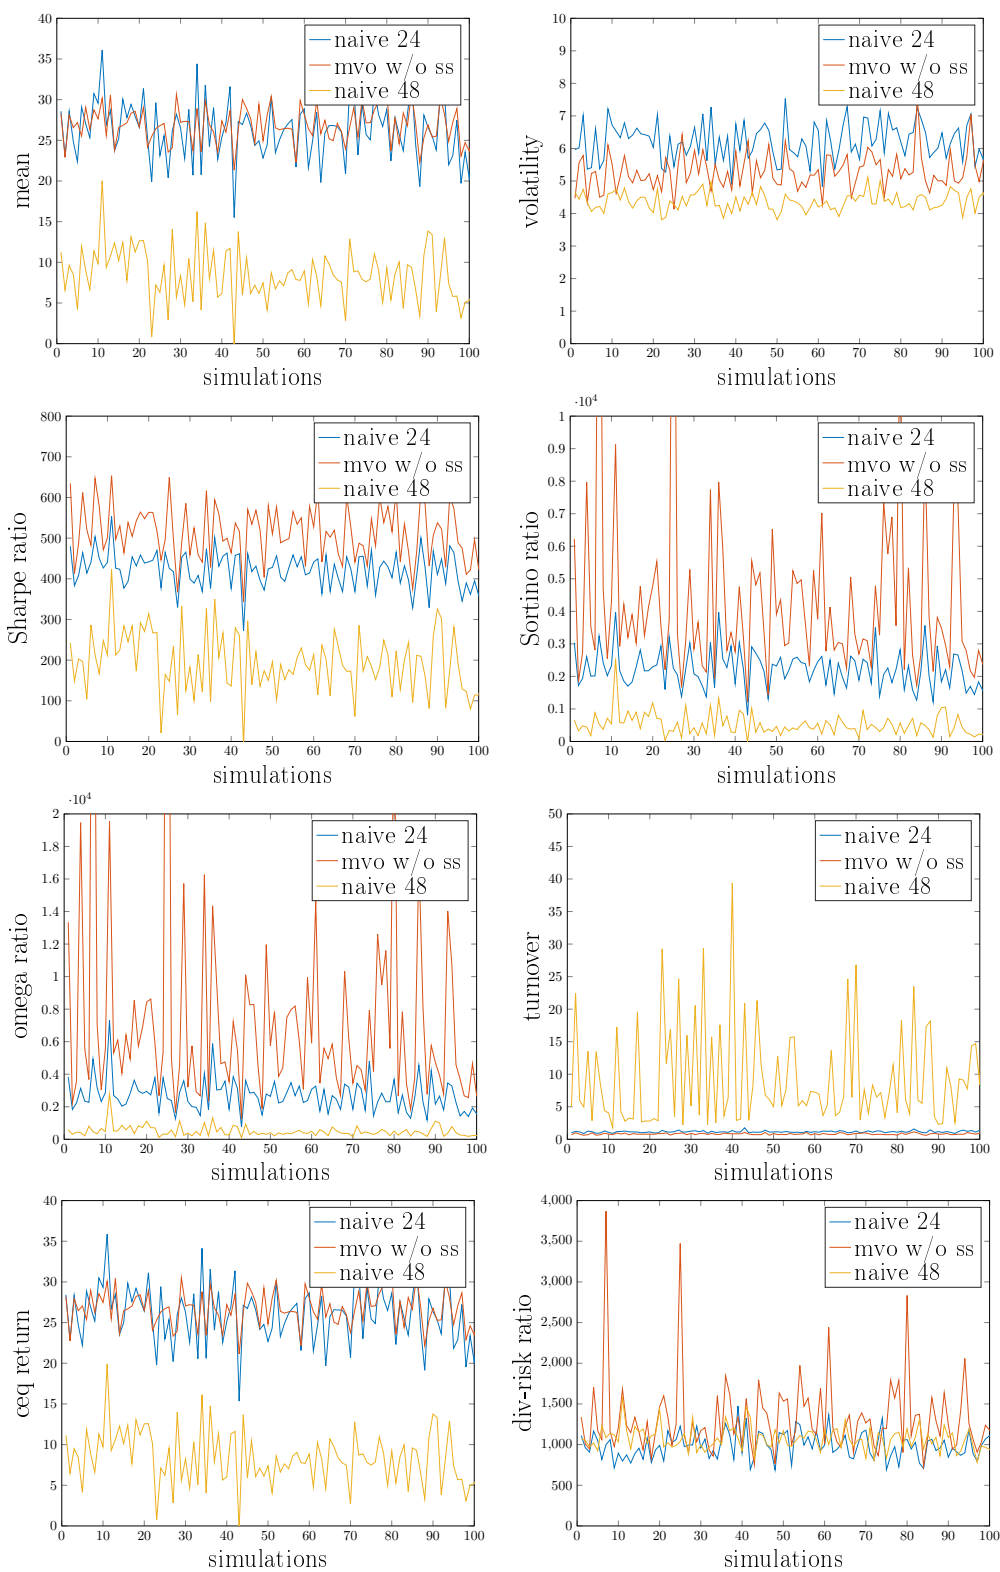 40
35
30
25
20
15
10
5
0
mean
naive 24
mvo w/o ss
naive 48
0 10 20 30 40 50 60 70 80 90 100
simulations
10
9
8
7
6
5
4
3
2
1
0
volatility
naive 24
mvo w/o ss
naive 48
0 10 20 30 40 50 60 70 80 90 100
simulations
800
700
600
500
400
300
200
100
0
Sharpe ratio
naive 24
mvo w/o ss
naive 48
0 10 20 30 40 50 60 70 80 90 100
simulations
·10^4
1
0.9
0.8
0.7
0.6
0.5
0.4
0.3
0.2
0.1
0
Sortino ratio
naive 24
mvo w/o ss
naive 48
0 10 20 30 40 50 60 70 80 90 100
simulations
·10^4
2
1.8
1.6
1.4
1.2
1
0.8
0.6
0.4
0.2
0
omega ratio
naive 24
mvo w/o ss
naive 48
0 10 20 30 40 50 60 70 80 90 100
simulations
50
45
40
35
30
25
20
15
10
5
0
turnover
naive 24
mvo w/o ss
naive 48
0 10 20 30 40 50 60 70 80 90 100
simulations
40
35
30
25
20
15
10
5
0
ceq return
naive 24
mvo w/o ss
naive 48
0 10 20 30 40 50 60 70 80 90 100
simulations
4,000
3,500
3,000
2,500
2,000
1,500
1,000
500
0
div-risk ratio
naive 24
mvo w/o ss
naive 48
0 10 20 30 40 50 60 70 80 90 100
simulations